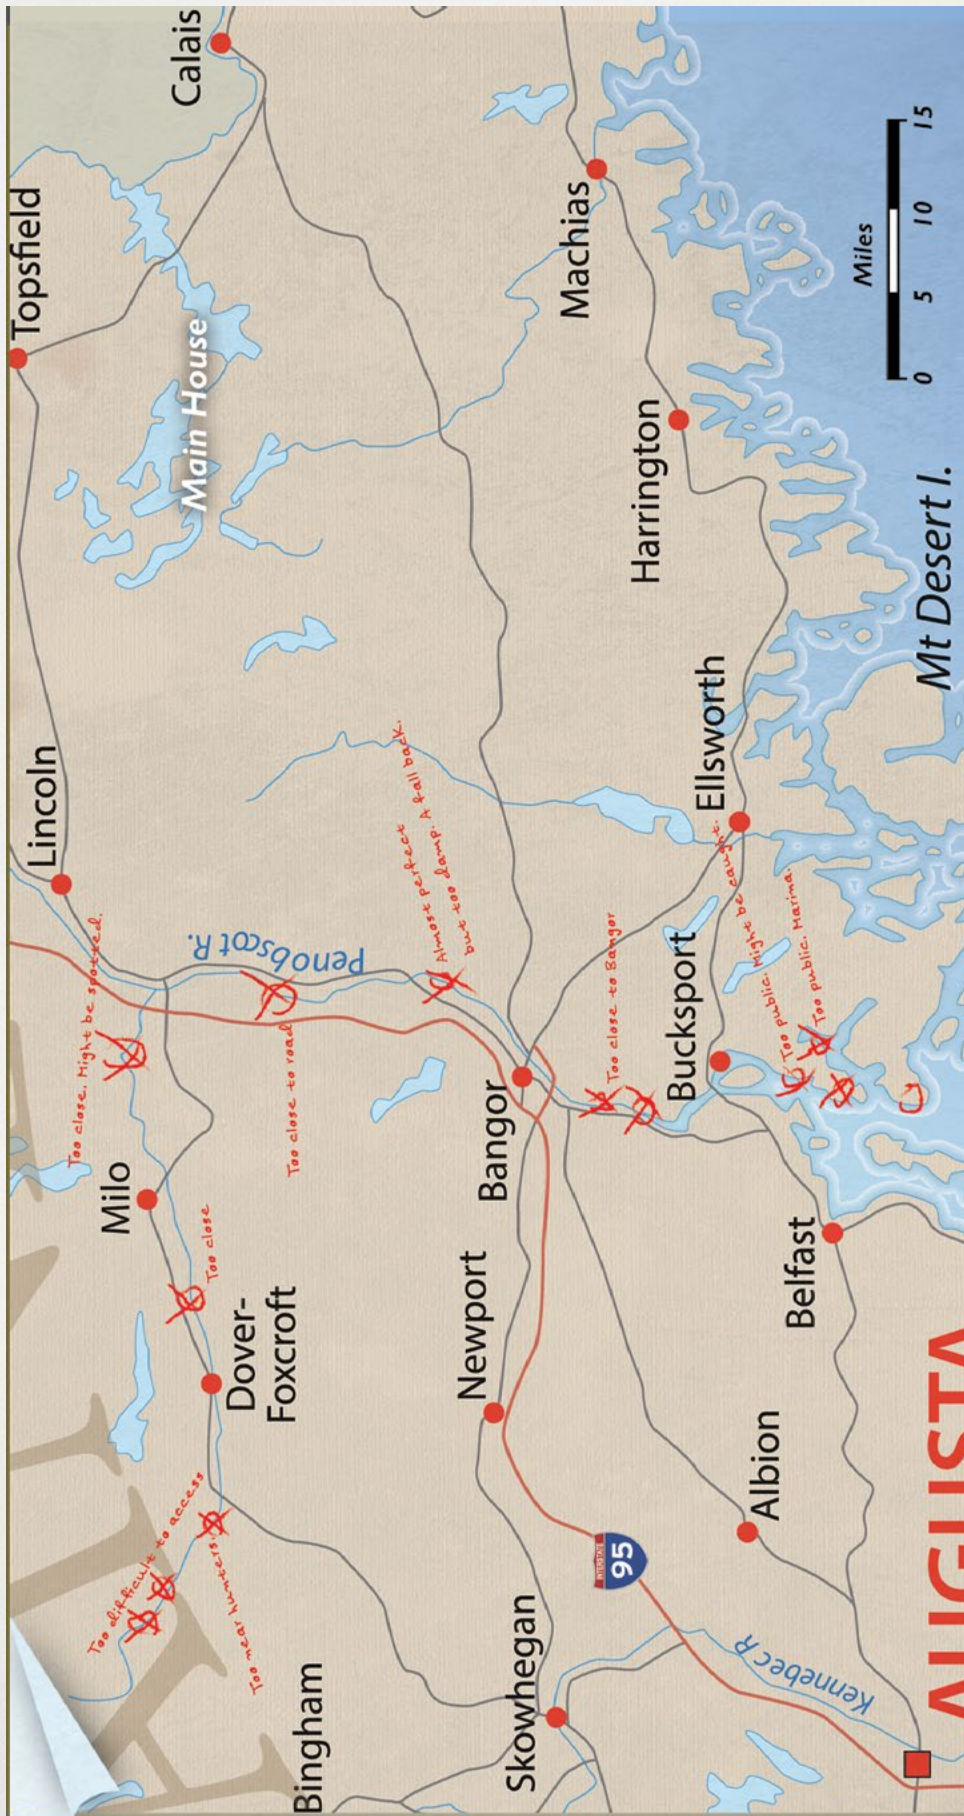 Topsfield
Calais
Lincoln
Main House
Too close. Might be spotted.
Milo
Too close
Dover-
Foxcroft
Too difficult to access
Too near hunters.
Bingham
Penobscot R.
Too close to road
Almost perfect
but too damp. A fall back.
Machias
Harrington
Bangor
Newport
Skowhegan
INTERSTATE
95
Too close to Bangor
Ellsworth
Bucksport
Too public. Might be caught.
Too public. Marina.
Belfast
Albion
Kennebec R
AUGUSTA
Mt Desert I.
Miles
0 5 10 15